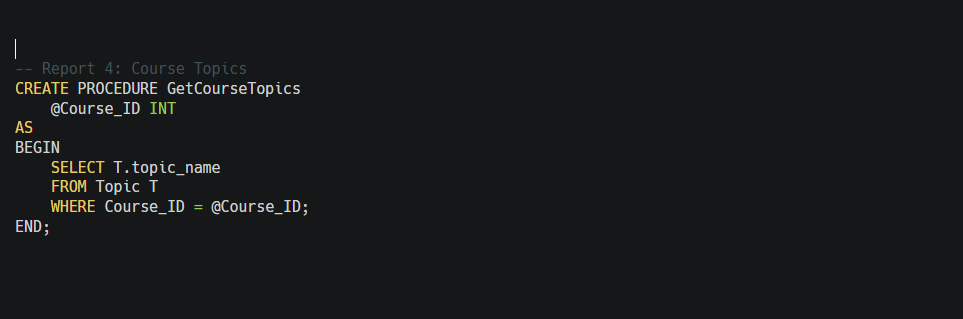 -- Report 4: Course Topics
CREATE PROCEDURE GetCourseTopics
    @Course_ID INT
AS
BEGIN
    SELECT T.topic_name
    FROM Topic T
    WHERE Course_ID = @Course_ID;
END;